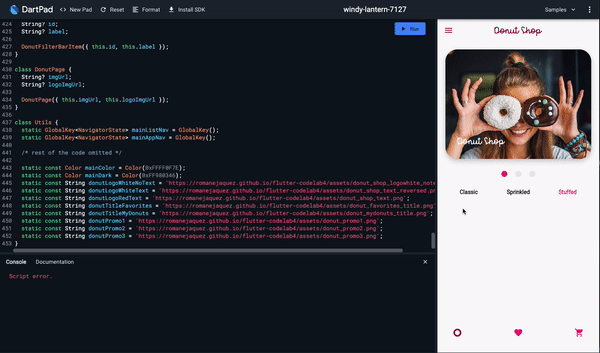 DartPad
New Pad
Reset
Format
Install SDK
windy-lantern-7127
Samples
Run
424 String? id;
425 String? label;
426
427 DonutFilterBarItem({ this.id, this.label });
428 }
429
430 class DonutPage {
431 String? imgUrl;
432 String? logoImgUrl;
433
434 DonutPage({ this.imgUrl, this.logoImgUrl });
435 }
436
437 class Utils {
438 static GlobalKey<NavigatorState> mainListNav = GlobalKey();
439 static GlobalKey<NavigatorState> mainAppNav = GlobalKey();
440
441 /* rest of the code omitted */
442
443 static const Color mainColor = Color(0xFFFF0F7E);
444 static const Color mainDark = Color(0xFF980346);
445 static const String donutLogoWhiteNoText = 'https://romanejaquez.github.io/flutter-codelab4/assets/donut_shop_logowhite_note
446 static const String donutLogoWhiteText = 'https://romanejaquez.github.io/flutter-codelab4/assets/donut_shop_text_reversed.pn
447 static const String donutLogoRedText = 'https://romanejaquez.github.io/flutter-codelab4/assets/donut_shop_text.png';
448 static const String donutTitleFavorites = 'https://romanejaquez.github.io/flutter-codelab4/assets/donut_favorites_title.png'
449 static const String donutTitleMyDonuts = 'https://romanejaquez.github.io/flutter-codelab4/assets/donut_mydonuts_title.png';
450 static const String donutPromo1 = 'https://romanejaquez.github.io/flutter-codelab4/assets/donut_promo1.png';
451 static const String donutPromo2 = 'https://romanejaquez.github.io/flutter-codelab4/assets/donut_promo2.png';
452 static const String donutPromo3 = 'https://romanejaquez.github.io/flutter-codelab4/assets/donut_promo3.png';
453 }
Console
Documentation
Script error.
Donut Shop
Donut Shop
Classic
Sprinkled
Stuffed